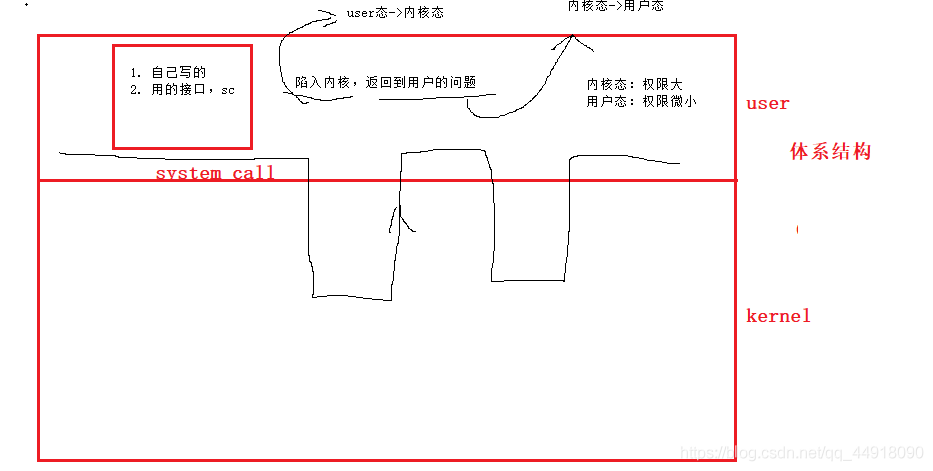 user态->内核态
内核态->用户态
1. 自己写的
2. 用的接口，sc
陷入内核，返回到用户的问题
内核态：权限大
用户态：权限微小
user
体系结构
system call
kernel
https://blog.csdn.net/qq_44918090